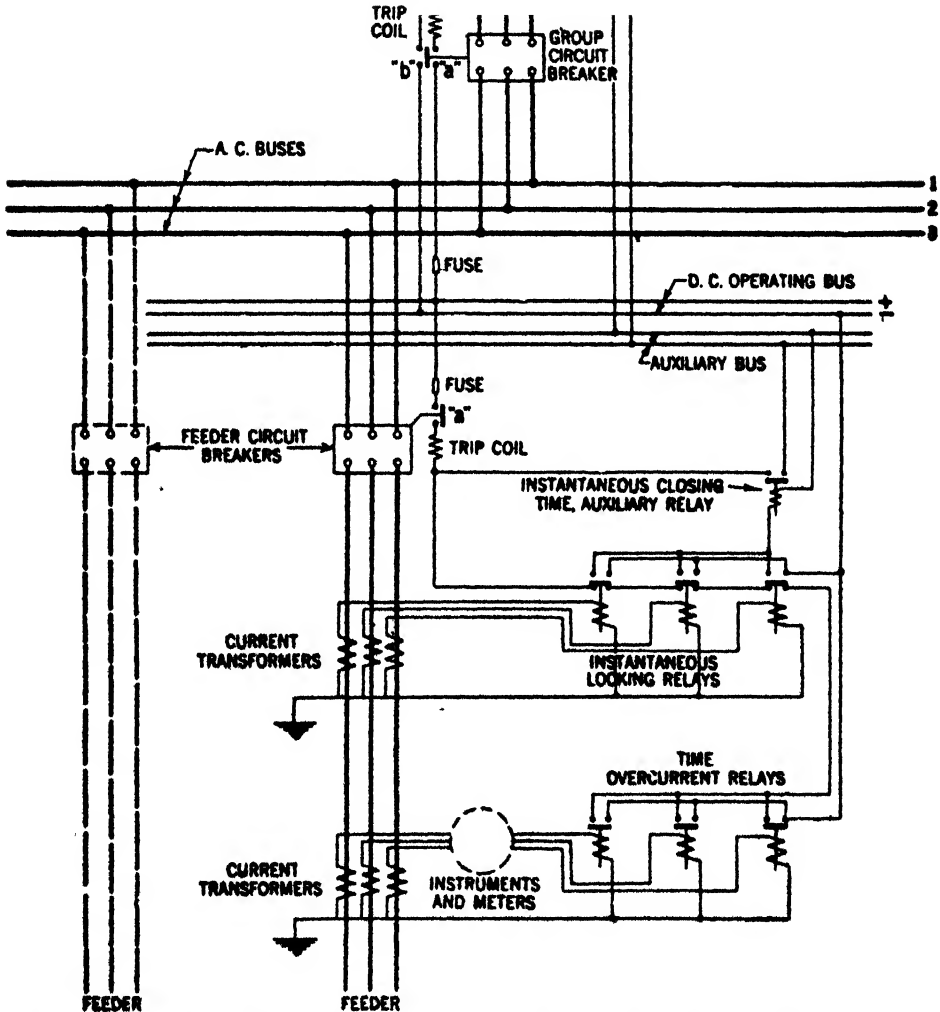 TRIP
COIL
GROUP
CIRCUIT
BREAKER
"b"
"a"
A. C. BUSES
1
2
3
FUSE
D. C. OPERATING BUS
+
-
AUXILIARY BUS
FUSE
"a"
FEEDER CIRCUIT
BREAKERS
TRIP COIL
INSTANTANEOUS CLOSING
TIME, AUXILIARY RELAY
CURRENT
TRANSFORMERS
INSTANTANEOUS
LOCKING RELAYS
TIME
OVERCURRENT RELAYS
CURRENT
TRANSFORMERS
INSTRUMENTS
AND METERS
FEEDER
FEEDER